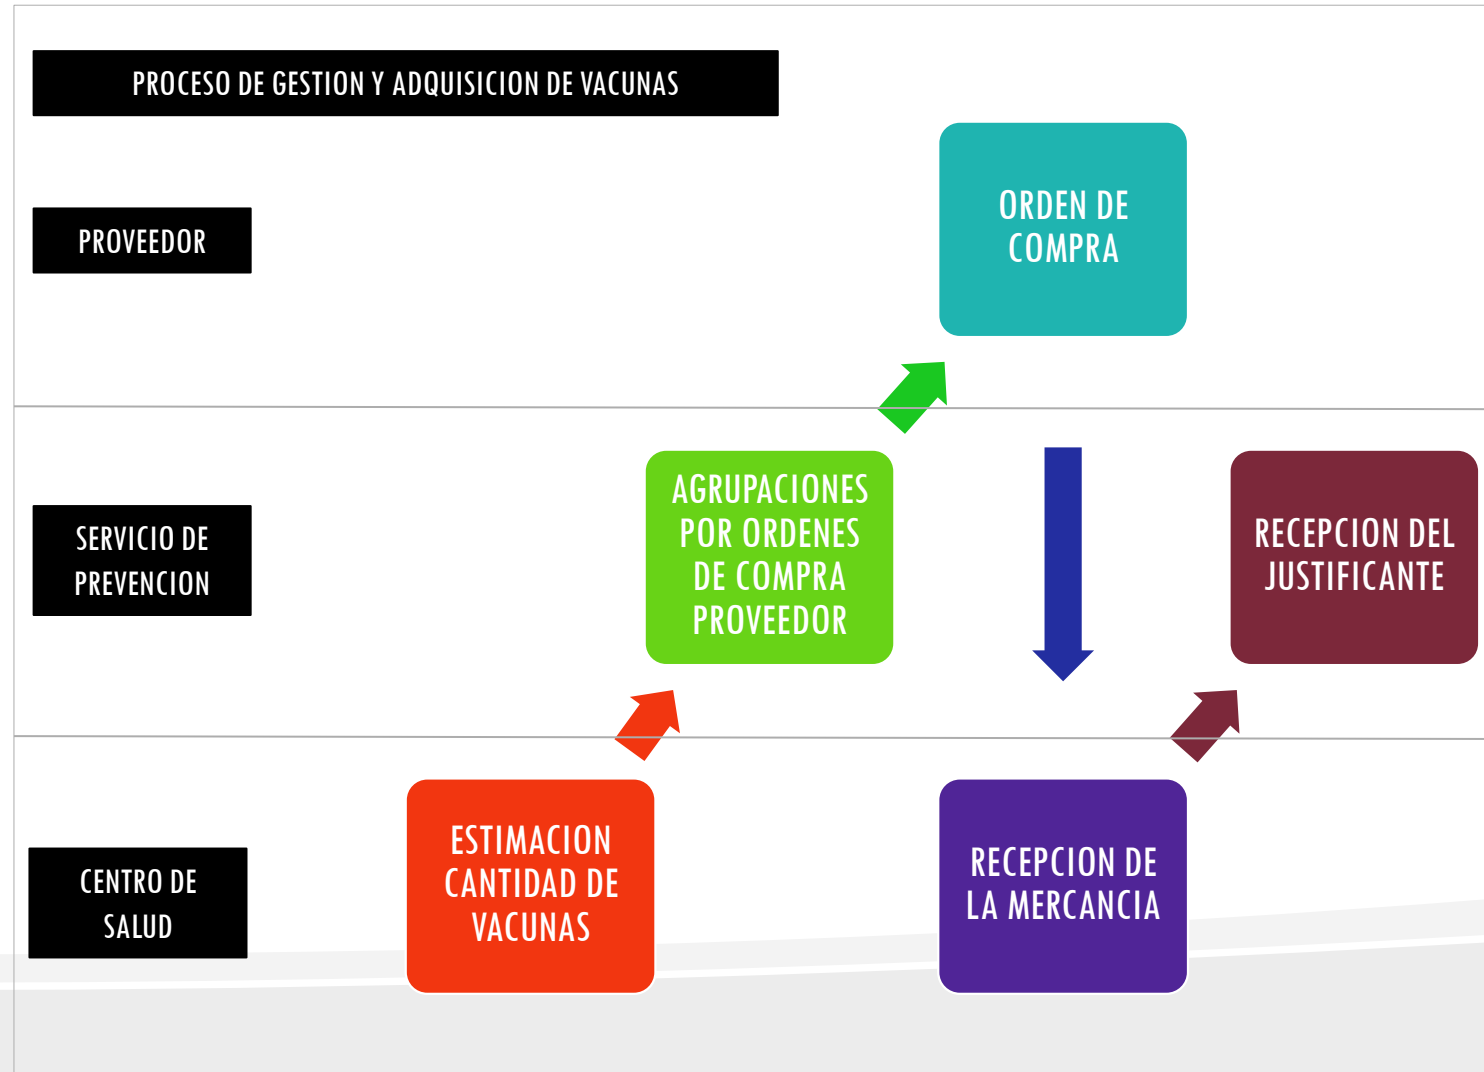 PROCESO DE GESTION Y ADQUISICION DE VACUNAS
PROVEEDOR
ORDEN DE
COMPRA
SERVICIO DE
PREVENCION
AGRUPACIONES
POR ORDENES
DE COMPRA
PROVEEDOR
RECEPCION DEL
JUSTIFICANTE
CENTRO DE
SALUD
ESTIMACION
CANTIDAD DE
VACUNAS
RECEPCION DE
LA MERCANCIA